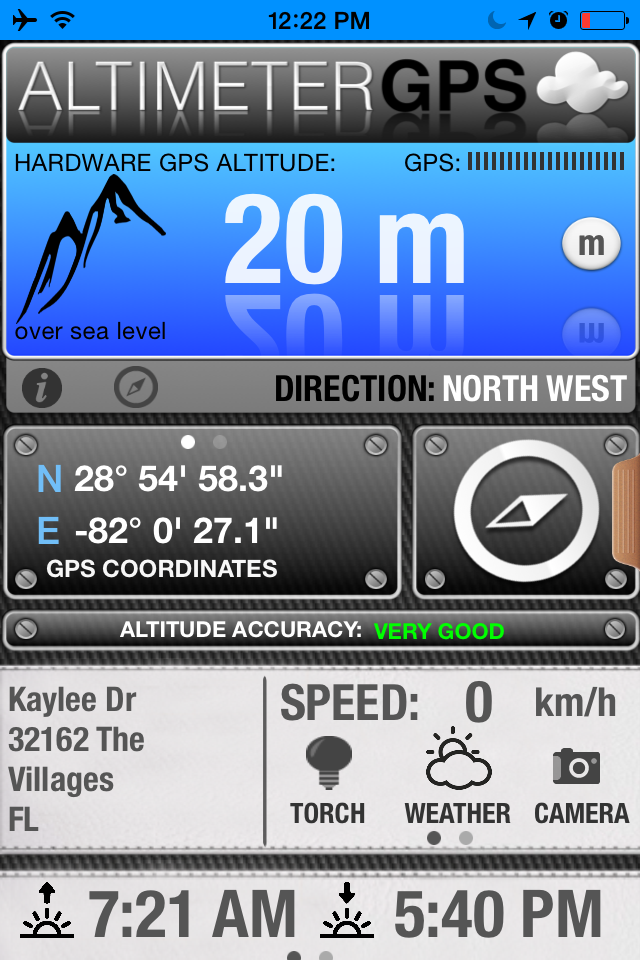 12:22 PM
ALTIMETERGPS
HARDWARE GPS ALTITUDE: GPS:
20 m
m
over sea level
i DIRECTION: NORTH WEST
N 28° 54' 58.3"
E -82° 0' 27.1"
GPS COORDINATES
ALTITUDE ACCURACY: VERY GOOD
Kaylee Dr
32162 The
Villages
FL
SPEED: 0 km/h
TORCH WEATHER CAMERA
7:21 AM 5:40 PM